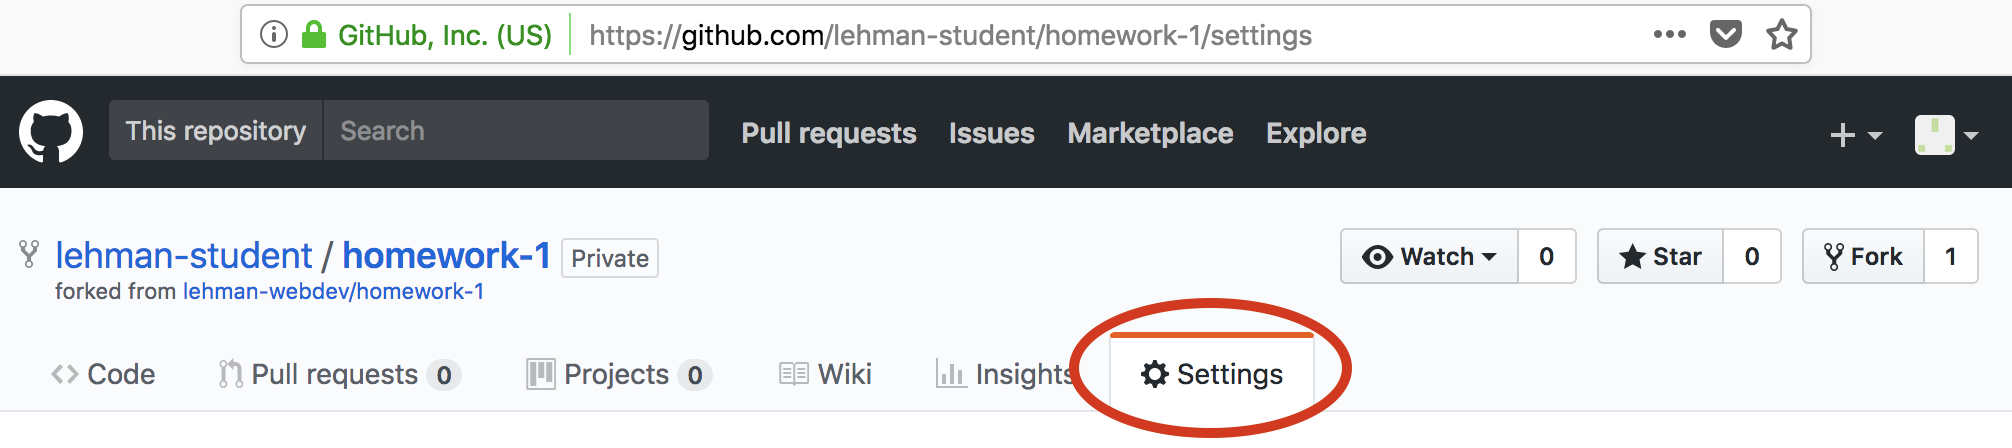 GitHub, Inc. (US) https://github.com/lehman-student/homework-1/settings
This repository Search Pull requests Issues Marketplace Explore
lehman-student / homework-1 Private Watch 0 Star 0 Fork 1
forked from lehman-webdev/homework-1
Code Pull requests 0 Projects 0 Wiki Insights Settings